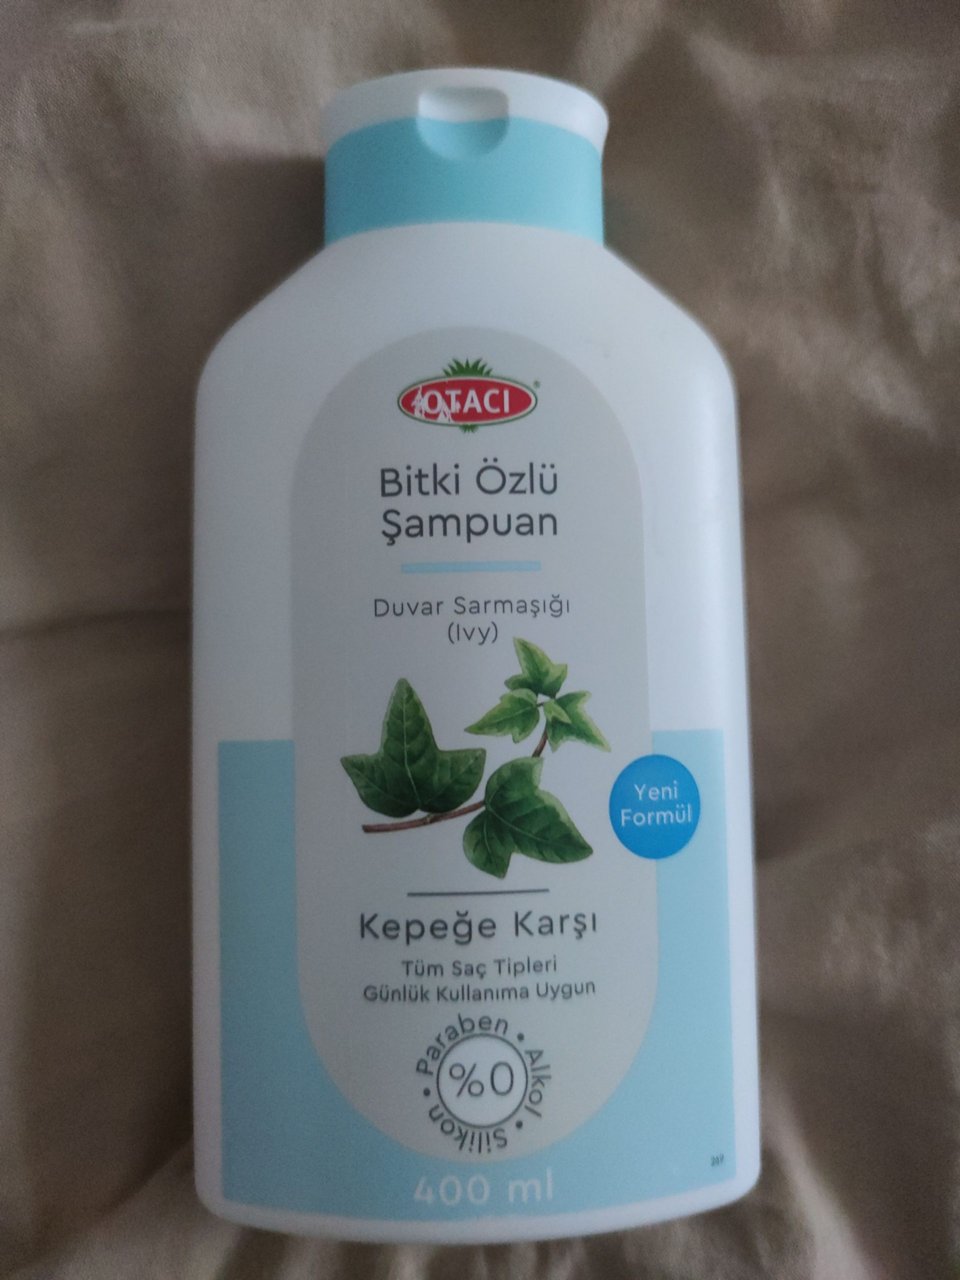 OTACI
Bitki Özlü
Şampuan
Duvar Sarmaşığı
(Ivy)
Yeni
Formül
Kepeğe Karşı
Tüm Saç Tipleri
Günlük Kullanıma Uygun
Paraben • Alkol • Silikon •
%0
400 ml